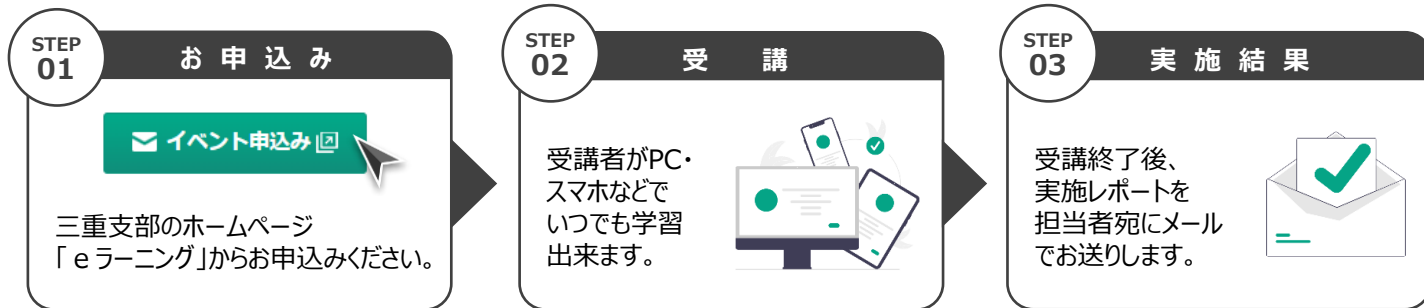 STEP
01
お申込み
イベント申込み
三重支部のホームページ
「eラーニング」からお申込みください。
STEP
02
受講
受講者がPC・
スマホなどで
いつでも学習
出来ます。
STEP
03
実施結果
受講終了後、
実施レポートを
担当者宛にメール
でお送りします。